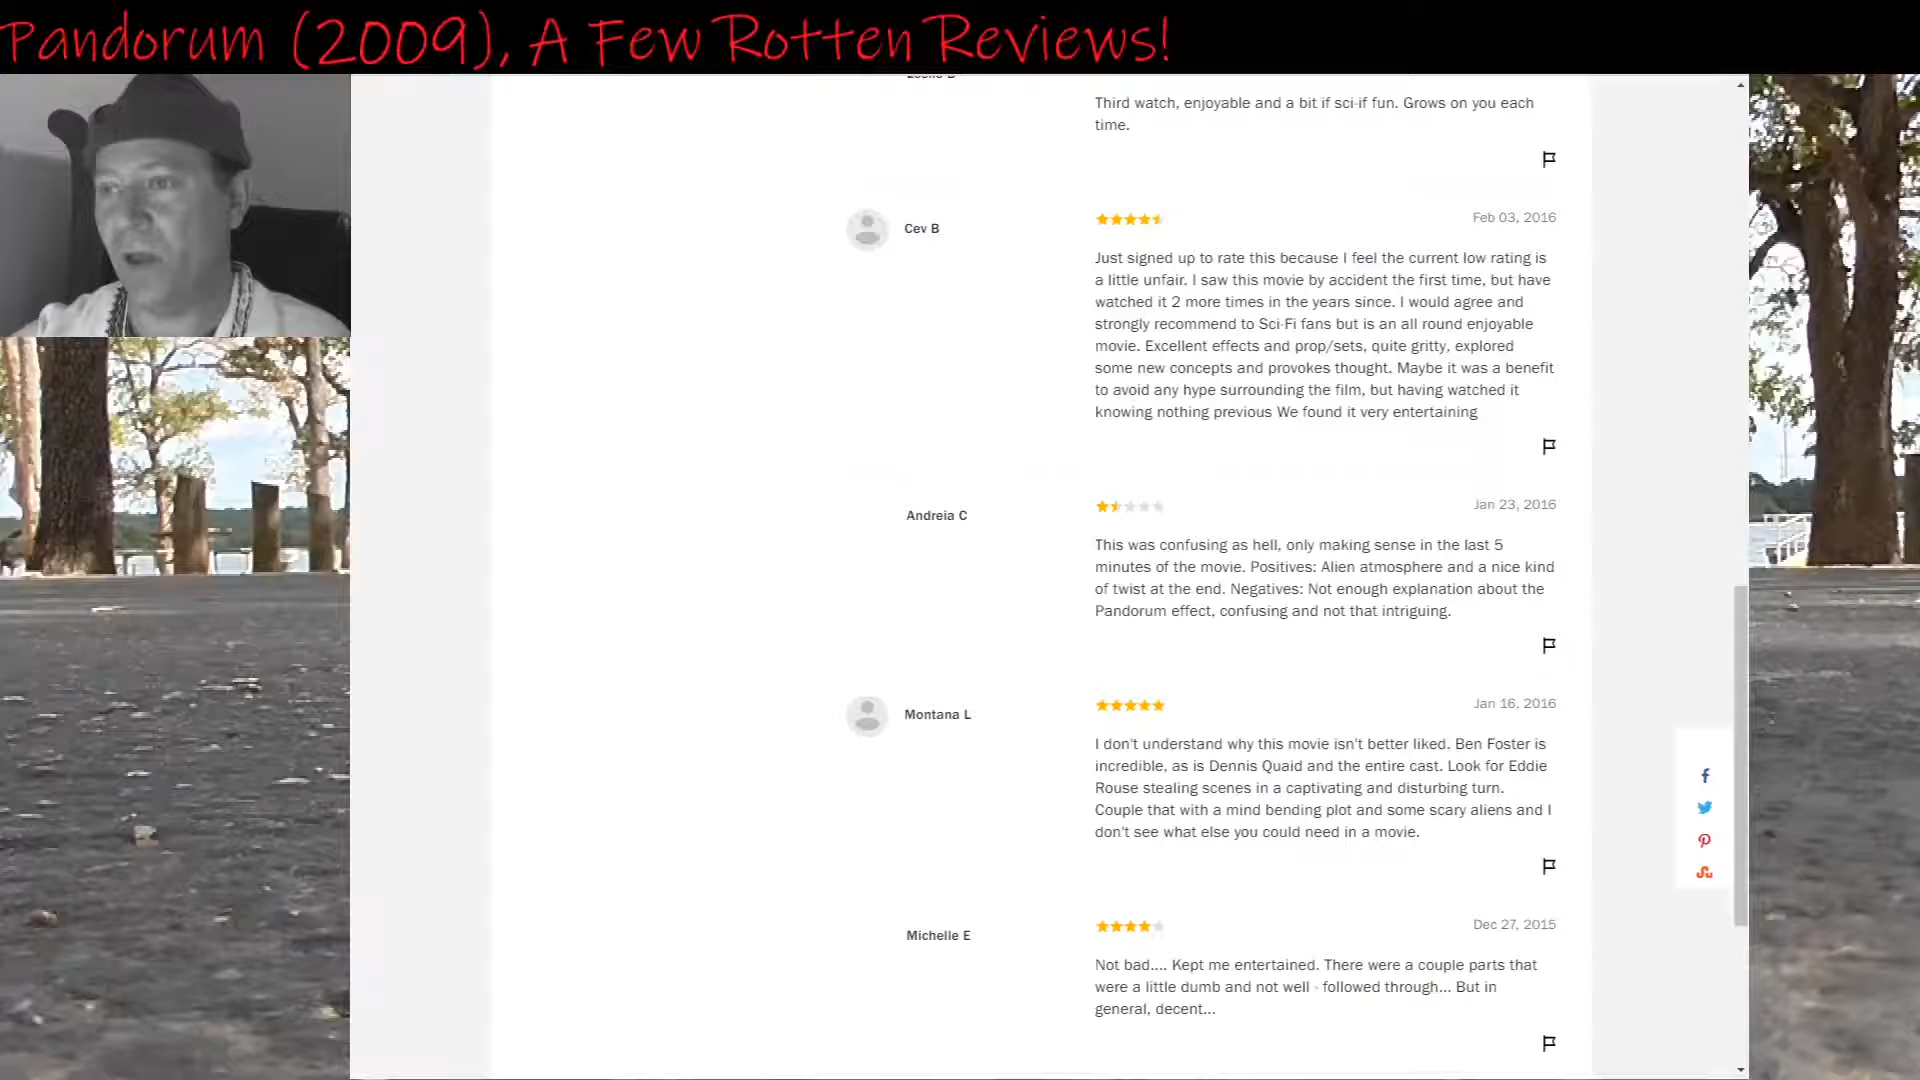 Pandorum (2009), A Few Rotten Reviews!
Third watch, enjoyable and a bit if sci-if fun. Grows on you each
time.
Cev B
Feb 03, 2016
Just signed up to rate this because I feel the current low rating is
a little unfair. I saw this movie by accident the first time, but have
watched it 2 more times in the years since. I would agree and
strongly recommend to Sci-Fi fans but is an all round enjoyable
movie. Excellent effects and prop/sets, quite gritty, explored
some new concepts and provokes thought. Maybe it was a benefit
to avoid any hype surrounding the film, but having watched it
knowing nothing previous We found it very entertaining
Andreia C
Jan 23, 2016
This was confusing as hell, only making sense in the last 5
minutes of the movie. Positives: Alien atmosphere and a nice kind
of twist at the end. Negatives: Not enough explanation about the
Pandorum effect, confusing and not that intriguing.
Montana L
Jan 16, 2016
I don't understand why this movie isn't better liked. Ben Foster is
incredible, as is Dennis Quaid and the entire cast. Look for Eddie
Rouse stealing scenes in a captivating and disturbing turn.
Couple that with a mind bending plot and some scary aliens and I
don't see what else you could need in a movie.
Michelle E
Dec 27, 2015
Not bad.... Kept me entertained. There were a couple parts that
were a little dumb and not well - followed through... But in
general, decent...